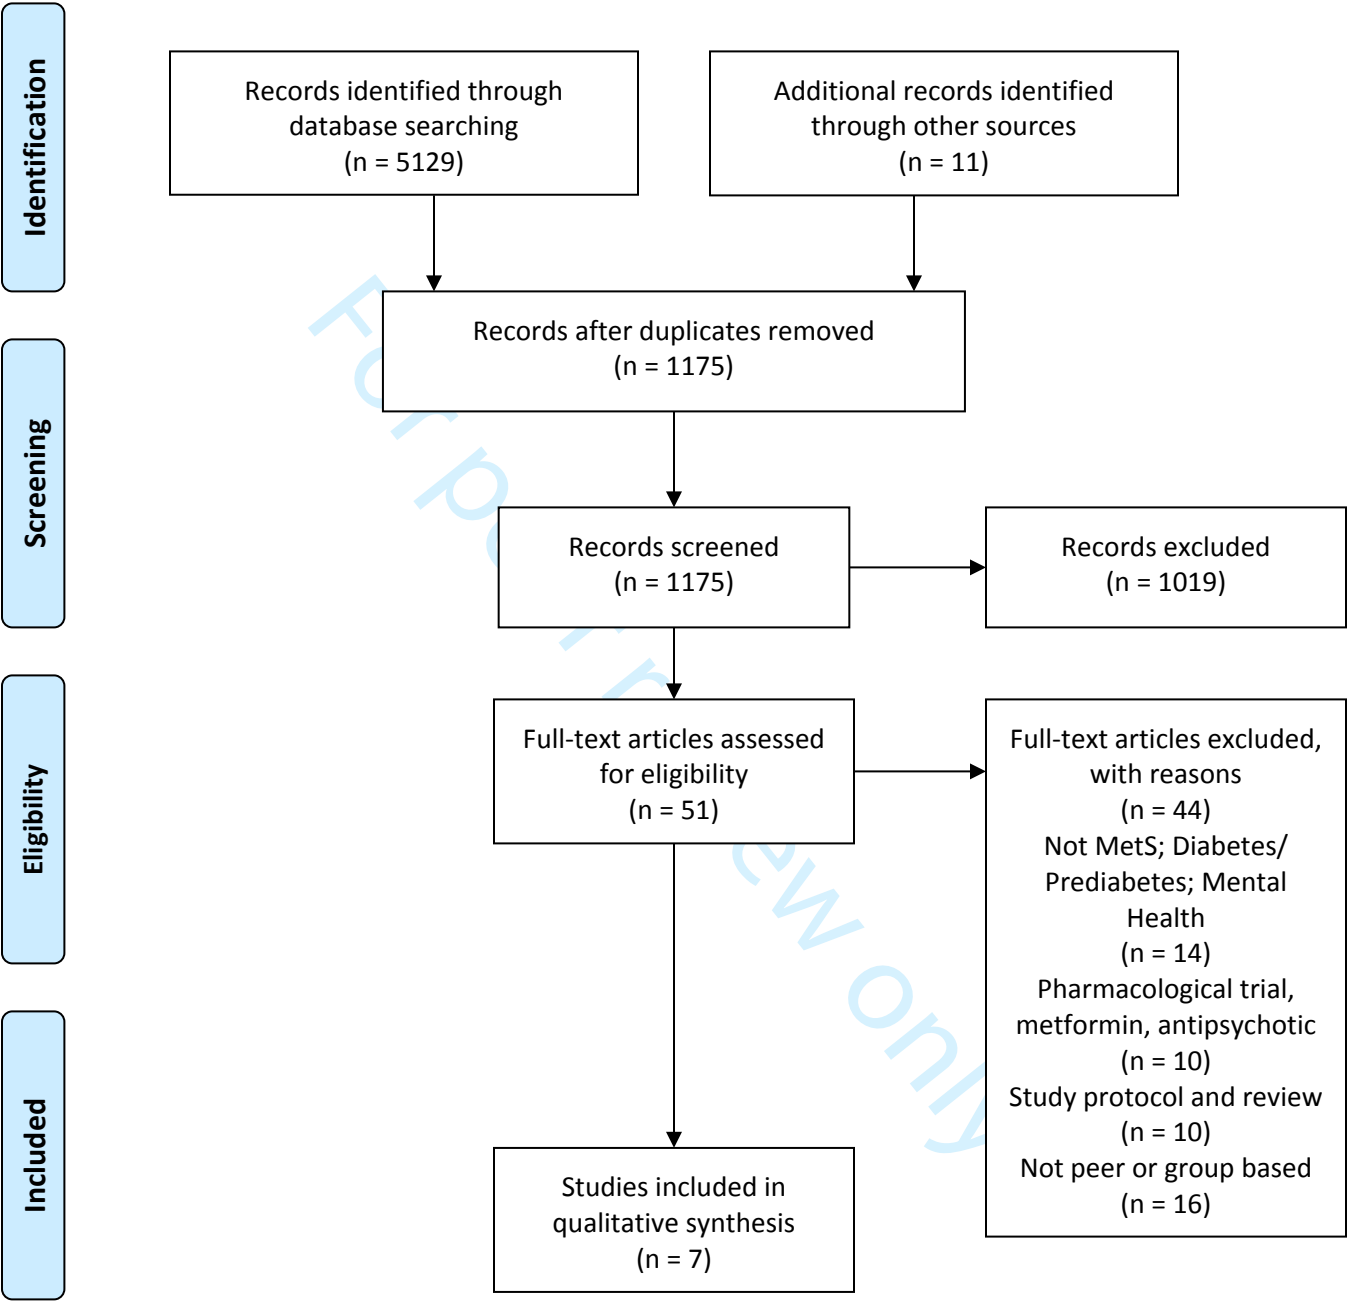 Identification
Records identified through
database searching
(n = 5129)
Additional records identified
through other sources
(n = 11)
Records after duplicates removed
(n = 1175)
Screening
Records screened
(n = 1175)
Records excluded
(n = 1019)
Eligibility
Full-text articles assessed
for eligibility
(n = 51)
Full-text articles excluded,
with reasons
(n = 44)
Not MetS; Diabetes/
Prediabetes; Mental
Health
(n = 14)
Pharmacological trial,
metformin, antipsychotic
(n = 10)
Study protocol and review
(n = 10)
Not peer or group based
(n = 16)
Included
Studies included in
qualitative synthesis
(n = 7)
For peer review only